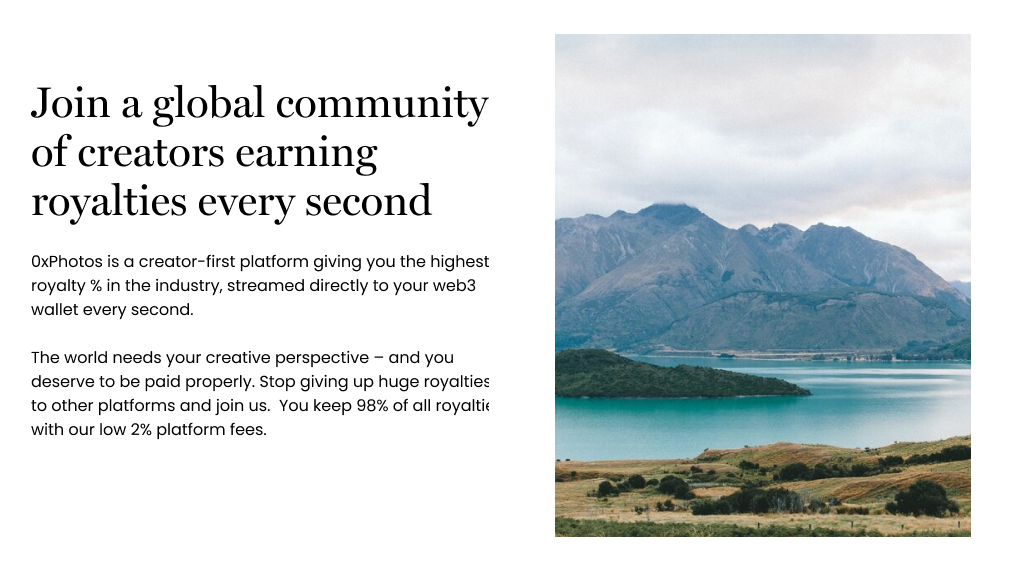 Join a global community
of creators earning
royalties every second
0xPhotos is a creator-first platform giving you the highest
royalty % in the industry, streamed directly to your web3
wallet every second.
The world needs your creative perspective – and you
deserve to be paid properly. Stop giving up huge royalties
to other platforms and join us.  You keep 98% of all royaltie
with our low 2% platform fees.